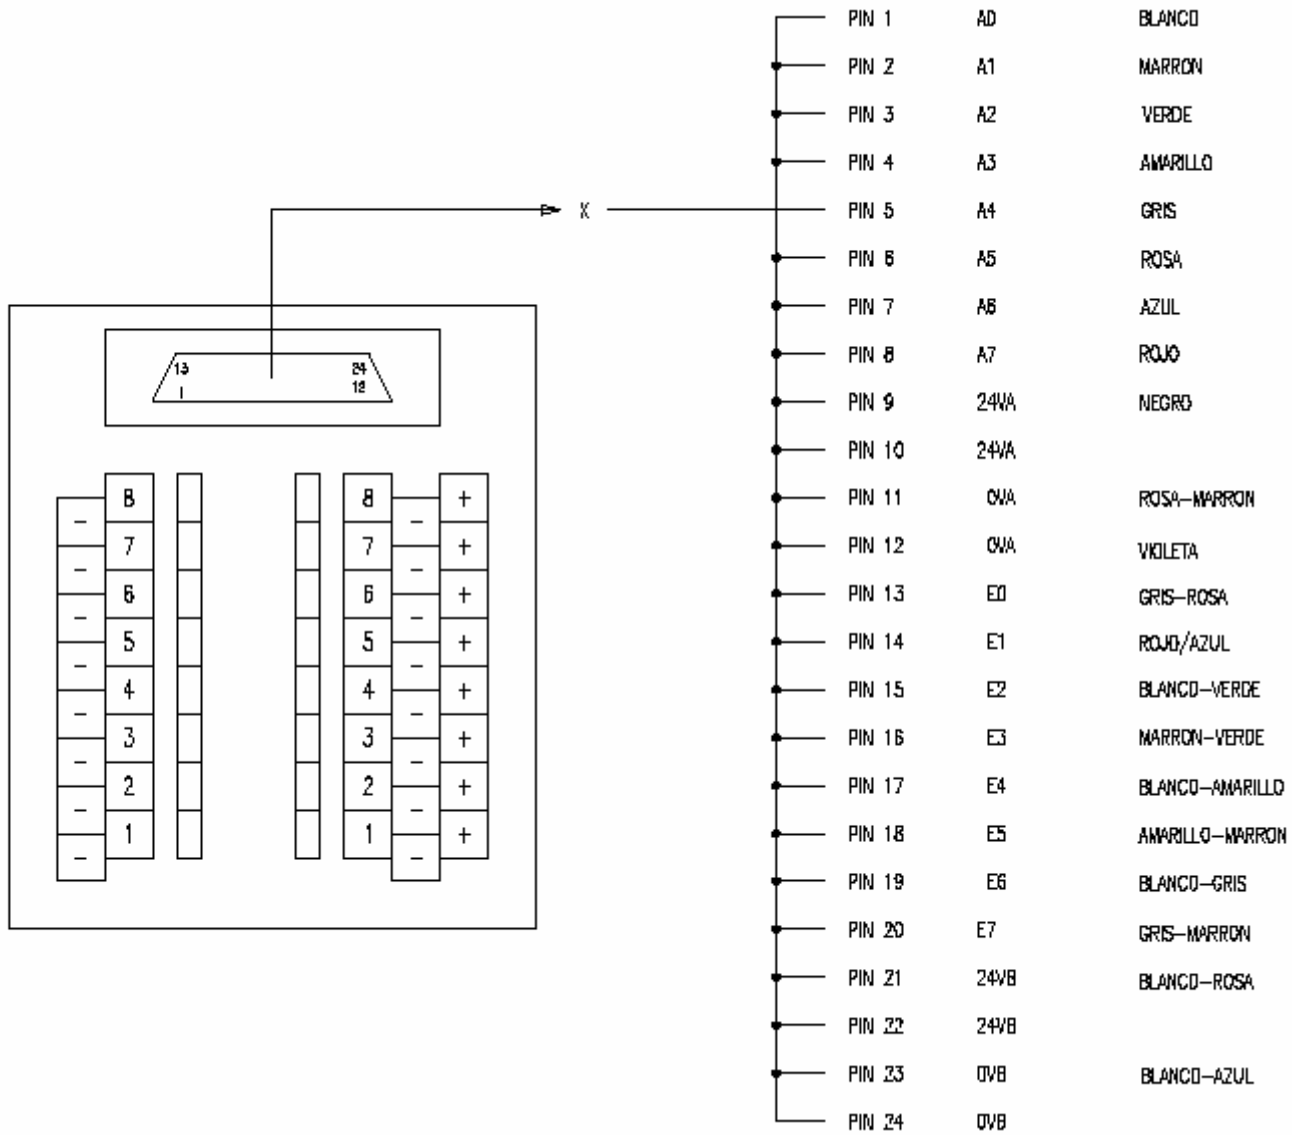 PIN 1 A0 BLANCO
PIN 2 A1 MARRON
PIN 3 A2 VERDE
PIN 4 A3 AMARILLO
X PIN 5 A4 GRIS
PIN 6 A5 ROSA
PIN 7 A6 AZUL
PIN 8 A7 ROJO
PIN 9 24VA NEGRO
PIN 10 24VA
PIN 11 0VA ROSA-MARRON
PIN 12 0VA VIOLETA
PIN 13 E0 GRIS-ROSA
PIN 14 E1 ROJO/AZUL
PIN 15 E2 BLANCO-VERDE
PIN 16 E3 MARRON-VERDE
PIN 17 E4 BLANCO-AMARILLO
PIN 18 E5 AMARILLO-MARRON
PIN 19 E6 BLANCO-GRIS
PIN 20 E7 GRIS-MARRON
PIN 21 24VB BLANCO-ROSA
PIN 22 24VB
PIN 23 0VB BLANCO-AZUL
PIN 24 0VB
13 24
1 12
8 8 +
- -
7 7 +
- -
6 6 +
- -
5 5 +
- -
4 4 +
- -
3 3 +
- -
2 2 +
- -
1 1 +
- -